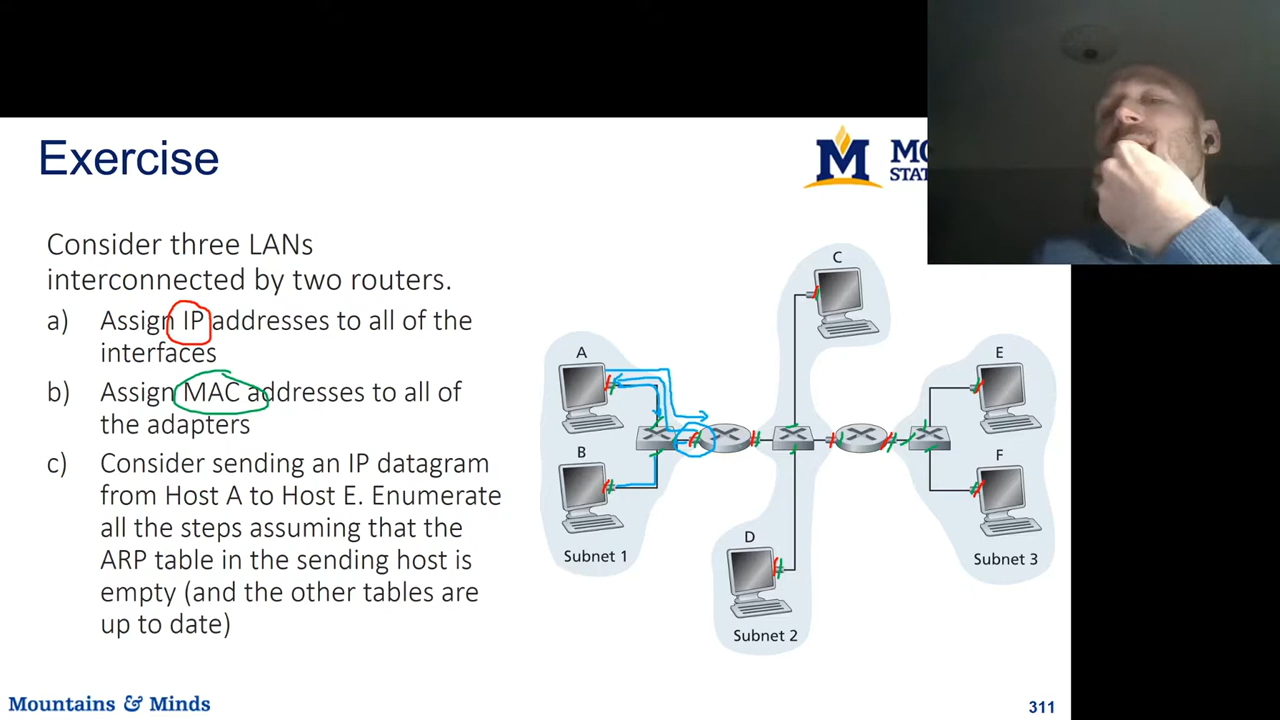 Exercise
M
MO
STAT
Consider three LANs
interconnected by two routers.
a) Assign IP addresses to all of the
interfaces
b) Assign MAC addresses to all of
the adapters
c) Consider sending an IP datagram
from Host A to Host E. Enumerate
all the steps assuming that the
ARP table in the sending host is
empty (and the other tables are
up to date)
C
A
E
B
F
D
Subnet 1
Subnet 3
Subnet 2
Mountains & Minds
311